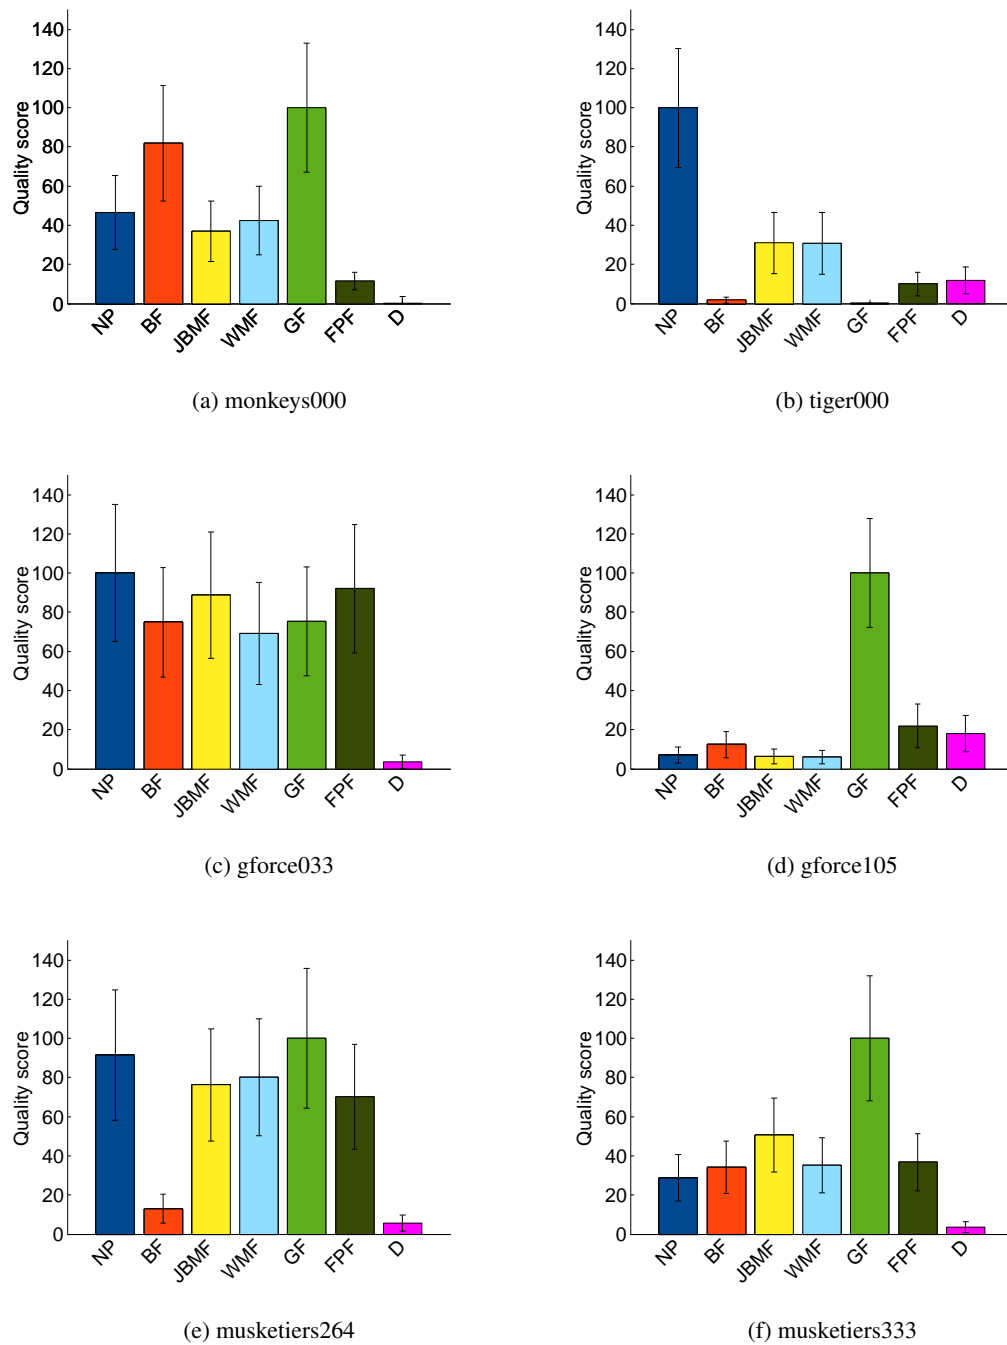 140
120
100
80
60
40
20
0
Quality score
NP BF JBMF WMF GF FPF D
(a) monkeys000
140
120
100
80
60
40
20
0
Quality score
NP BF JBMF WMF GF FPF D
(b) tiger000
140
120
100
80
60
40
20
0
Quality score
NP BF JBMF WMF GF FPF D
(c) gforce033
140
120
100
80
60
40
20
0
Quality score
NP BF JBMF WMF GF FPF D
(d) gforce105
140
120
100
80
60
40
20
0
Quality score
NP BF JBMF WMF GF FPF D
(e) musketiers264
140
120
100
80
60
40
20
0
Quality score
NP BF JBMF WMF GF FPF D
(f) musketiers333